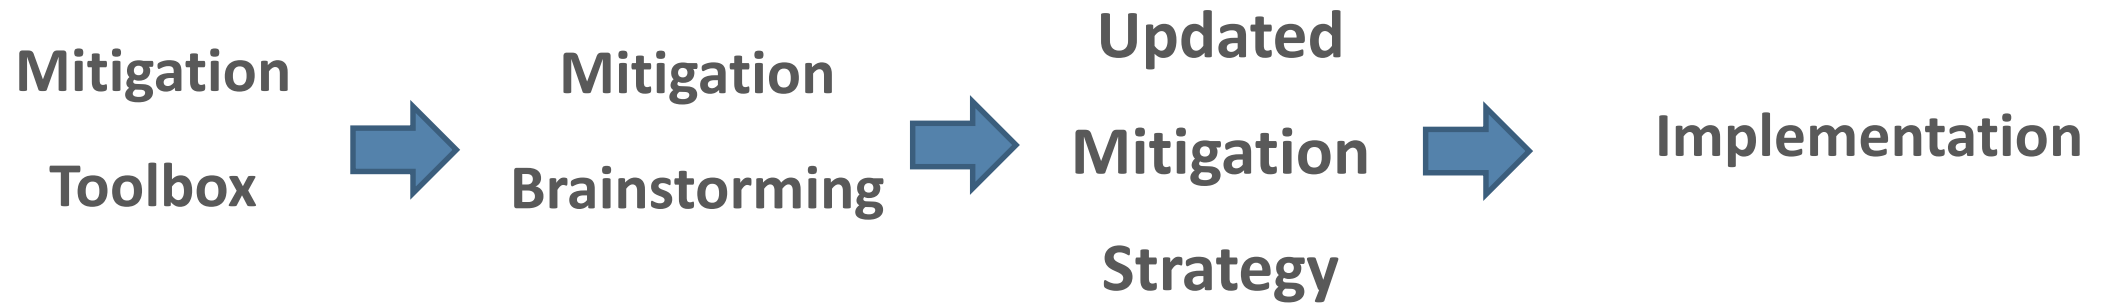 Mitigation
Toolbox
Mitigation
Brainstorming
Updated
Mitigation
Strategy
Implementation